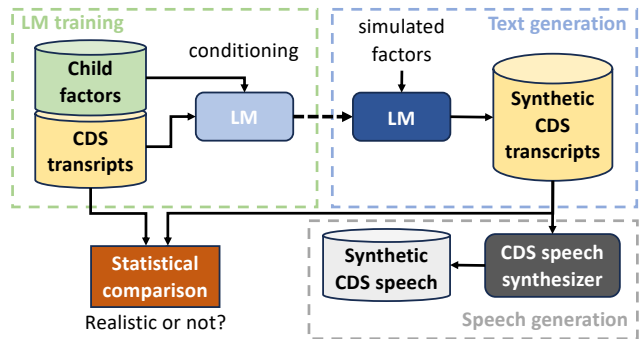 LM training
Text generation
conditioning
simulated
factors
Child
factors
LM
LM
Synthetic
CDS
transcripts
CDS
transripts
Statistical
comparison
Realistic or not?
Synthetic
CDS speech
CDS speech
synthesizer
Speech generation